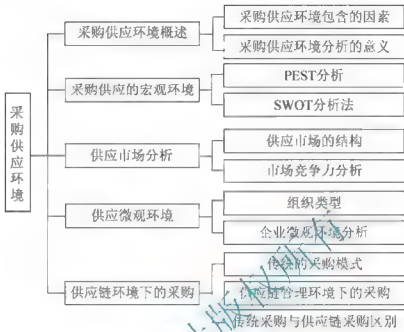 采购供应环境
采购供应环境概述
采购供应环境包含的因素
采购供应环境分析的意义
采购供应的宏观环境
PEST分析
SWOT分析法
供应市场分析
供应市场的结构
市场竞争力分析
供应微观环境
组织类型
企业微观环境分析
供应链环境下的采购
传统的采购模式
供应链管理环境下的采购
传统采购与供应链采购区别
版权所有